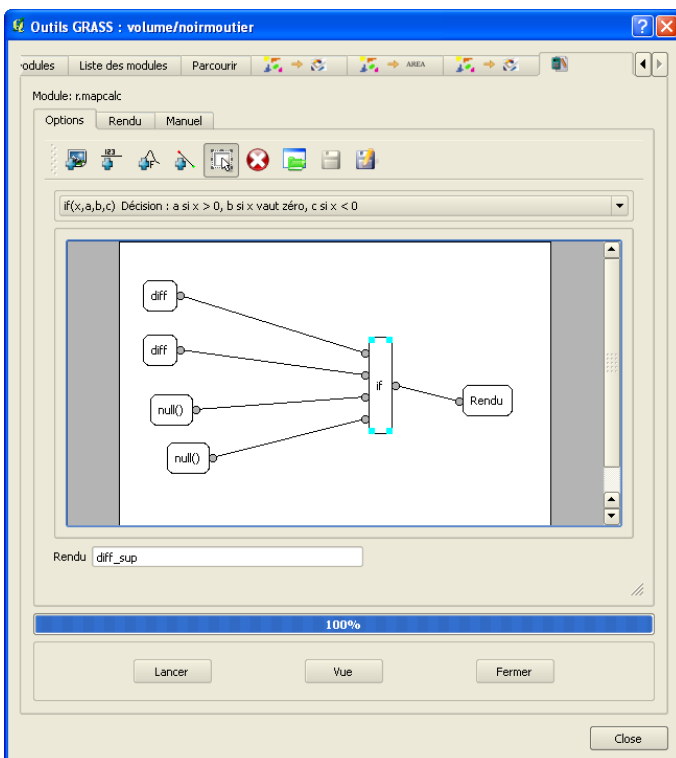 Outils GRASS : volume/noirmoutier
odules Liste des modules Parcourir AREA
Module: r.mapcalc
Options Rendu Manuel
if(x,a,b,c) Décision : a si x > 0, b si x vaut zéro, c si x < 0
diff
diff
if
Rendu
null()
null()
Rendu diff_sup
100%
Lancer Vue Fermer
Close